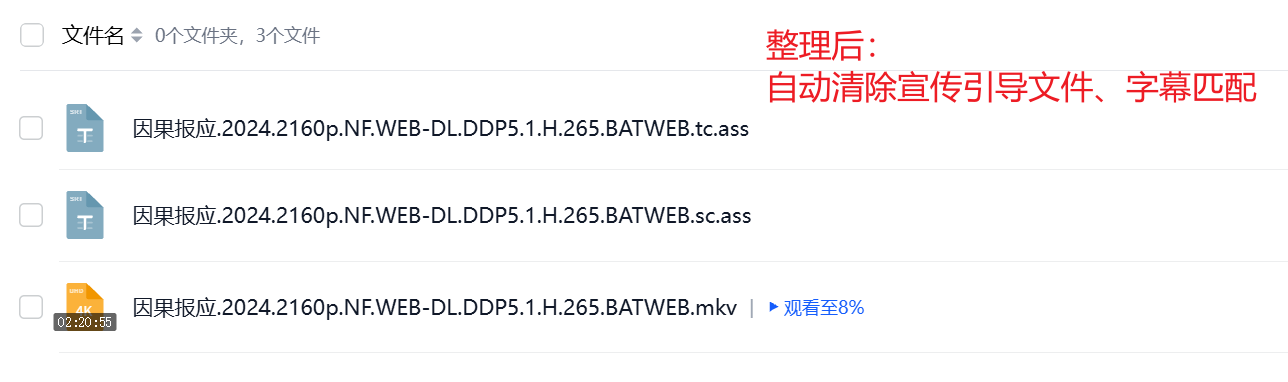 文件名 0个文件夹，3个文件
整理后：
自动清除宣传引导文件、字幕匹配
因果报应.2024.2160p.NF.WEB-DL.DDP5.1.H.265.BATWEB.tc.ass
因果报应.2024.2160p.NF.WEB-DL.DDP5.1.H.265.BATWEB.sc.ass
4K
02:20:55
因果报应.2024.2160p.NF.WEB-DL.DDP5.1.H.265.BATWEB.mkv | 观看至8%